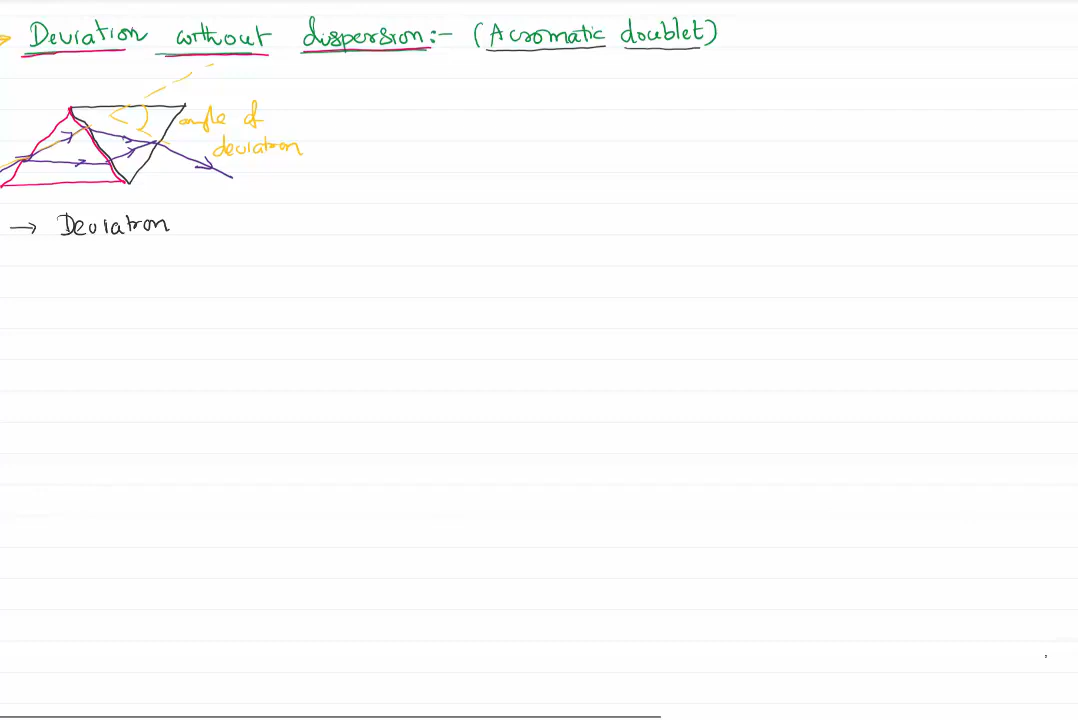 Deviation without dispersion:- (Acromatic doublet)
angle of
deviation
→ Deviation